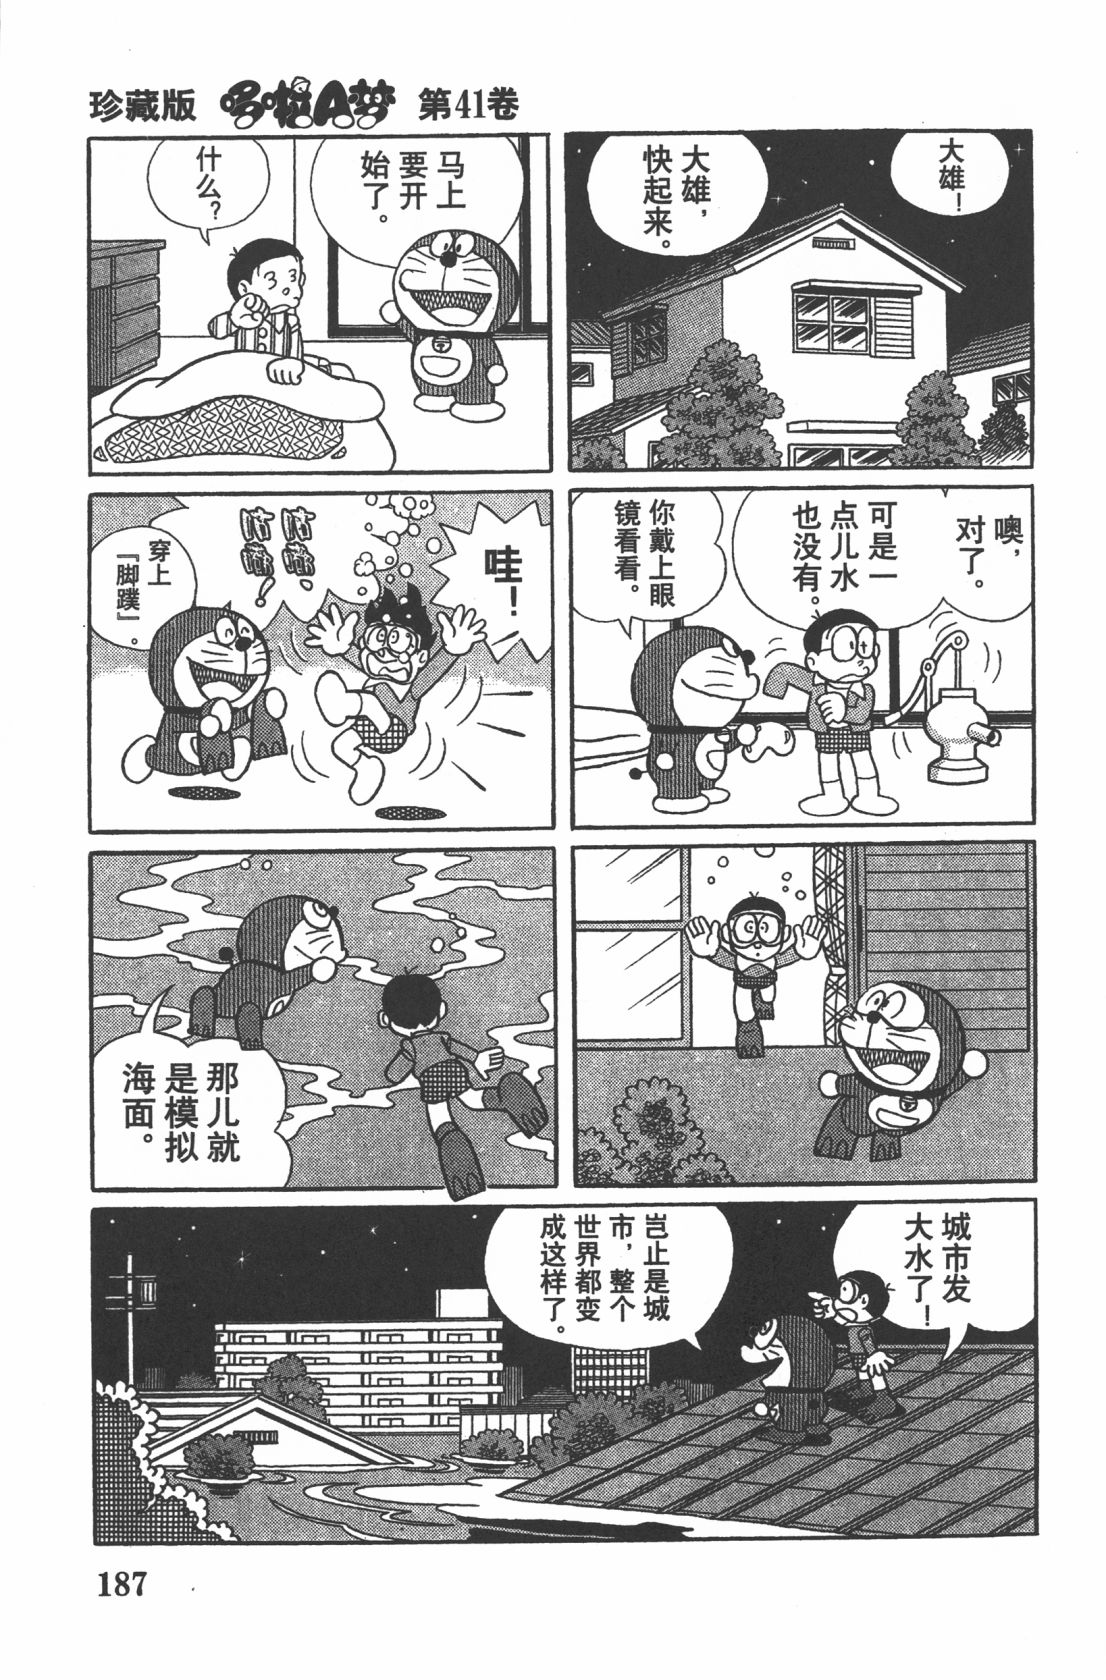 珍藏版 哆啦A梦 第41卷
大雄！
大雄，
快起来。
马上
要开
始了。
什么？
噢，
对了。
可是一
点儿水
也没有。
你戴上眼
镜看看。
哇！
咕嘟、
咕嘟！
穿上
『脚蹼』。
那儿就
是模拟
海面。
城市发
大水了！
岂止是城
市，整个
世界都变
成这样了。
187